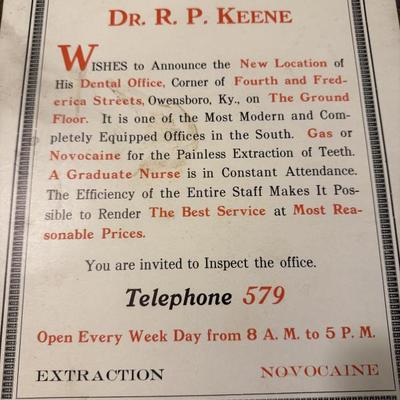 DR. R. P. KEENE
WISHES to Announce the New Location of
His Dental Office, Corner of Fourth and Fred-
erica Streets, Owensboro, Ky., on The Ground
Floor. It is one of the Most Modern and Com-
pletely Equipped Offices in the South. Gas or
Novocaine for the Painless Extraction of Teeth.
A Graduate Nurse is in Constant Attendance.
The Efficiency of the Entire Staff Makes It Pos-
sible to Render The Best Service at Most Rea-
sonable Prices.
You are invited to Inspect the office.
Telephone 579
Open Every Week Day from 8 A. M. to 5 P. M.
EXTRACTION NOVOCAINE